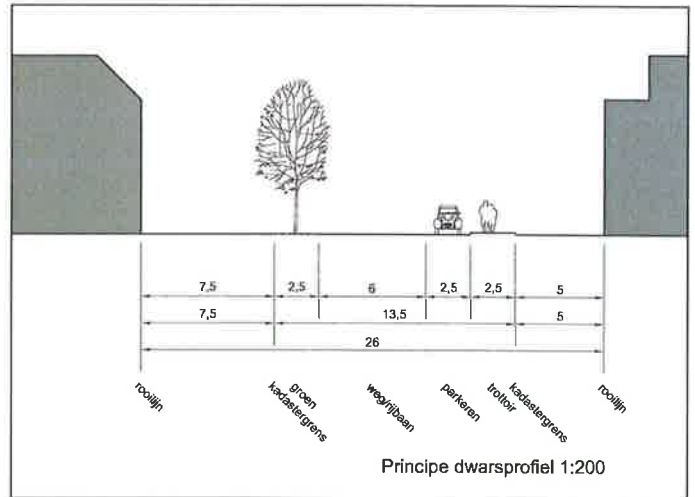 7,5 2,5 6 2,5 2,5 5
7,5 13,5 5
26
rooilijn
groen
kadastergrens
weg/rijbaan
parkeren
trottoir
kadastergrens
rooilijn
Principe dwarsprofiel 1:200